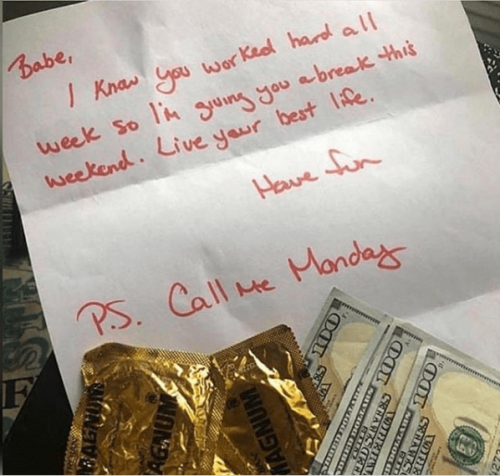 Babe,
I Know you worked hard all
week so I'm giving you a break this
weekend. Live your best life.
Have fun
P.S. Call Me Monday
MAGNUM
MAGNUM
MAGNUM
100
100
100